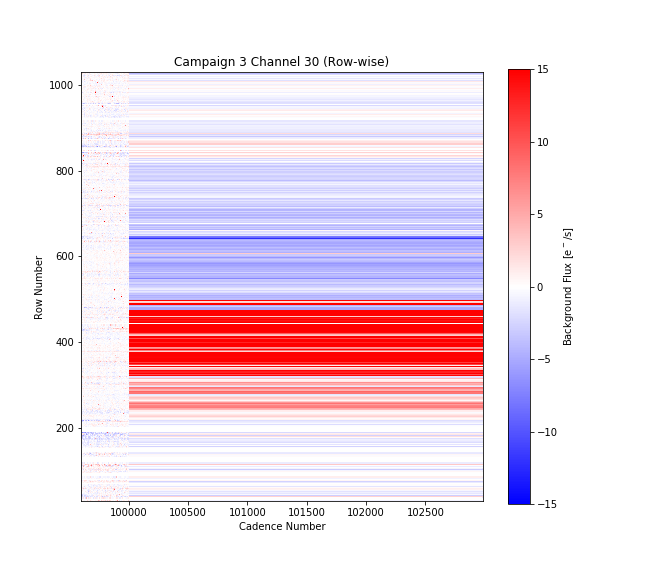 Campaign 3 Channel 30 (Row-wise)
1000
800
600
400
200
Row Number
100000 100500 101000 101500 102000 102500
Cadence Number
15
10
5
0
−5
−10
−15
Background Flux [e⁻/s]